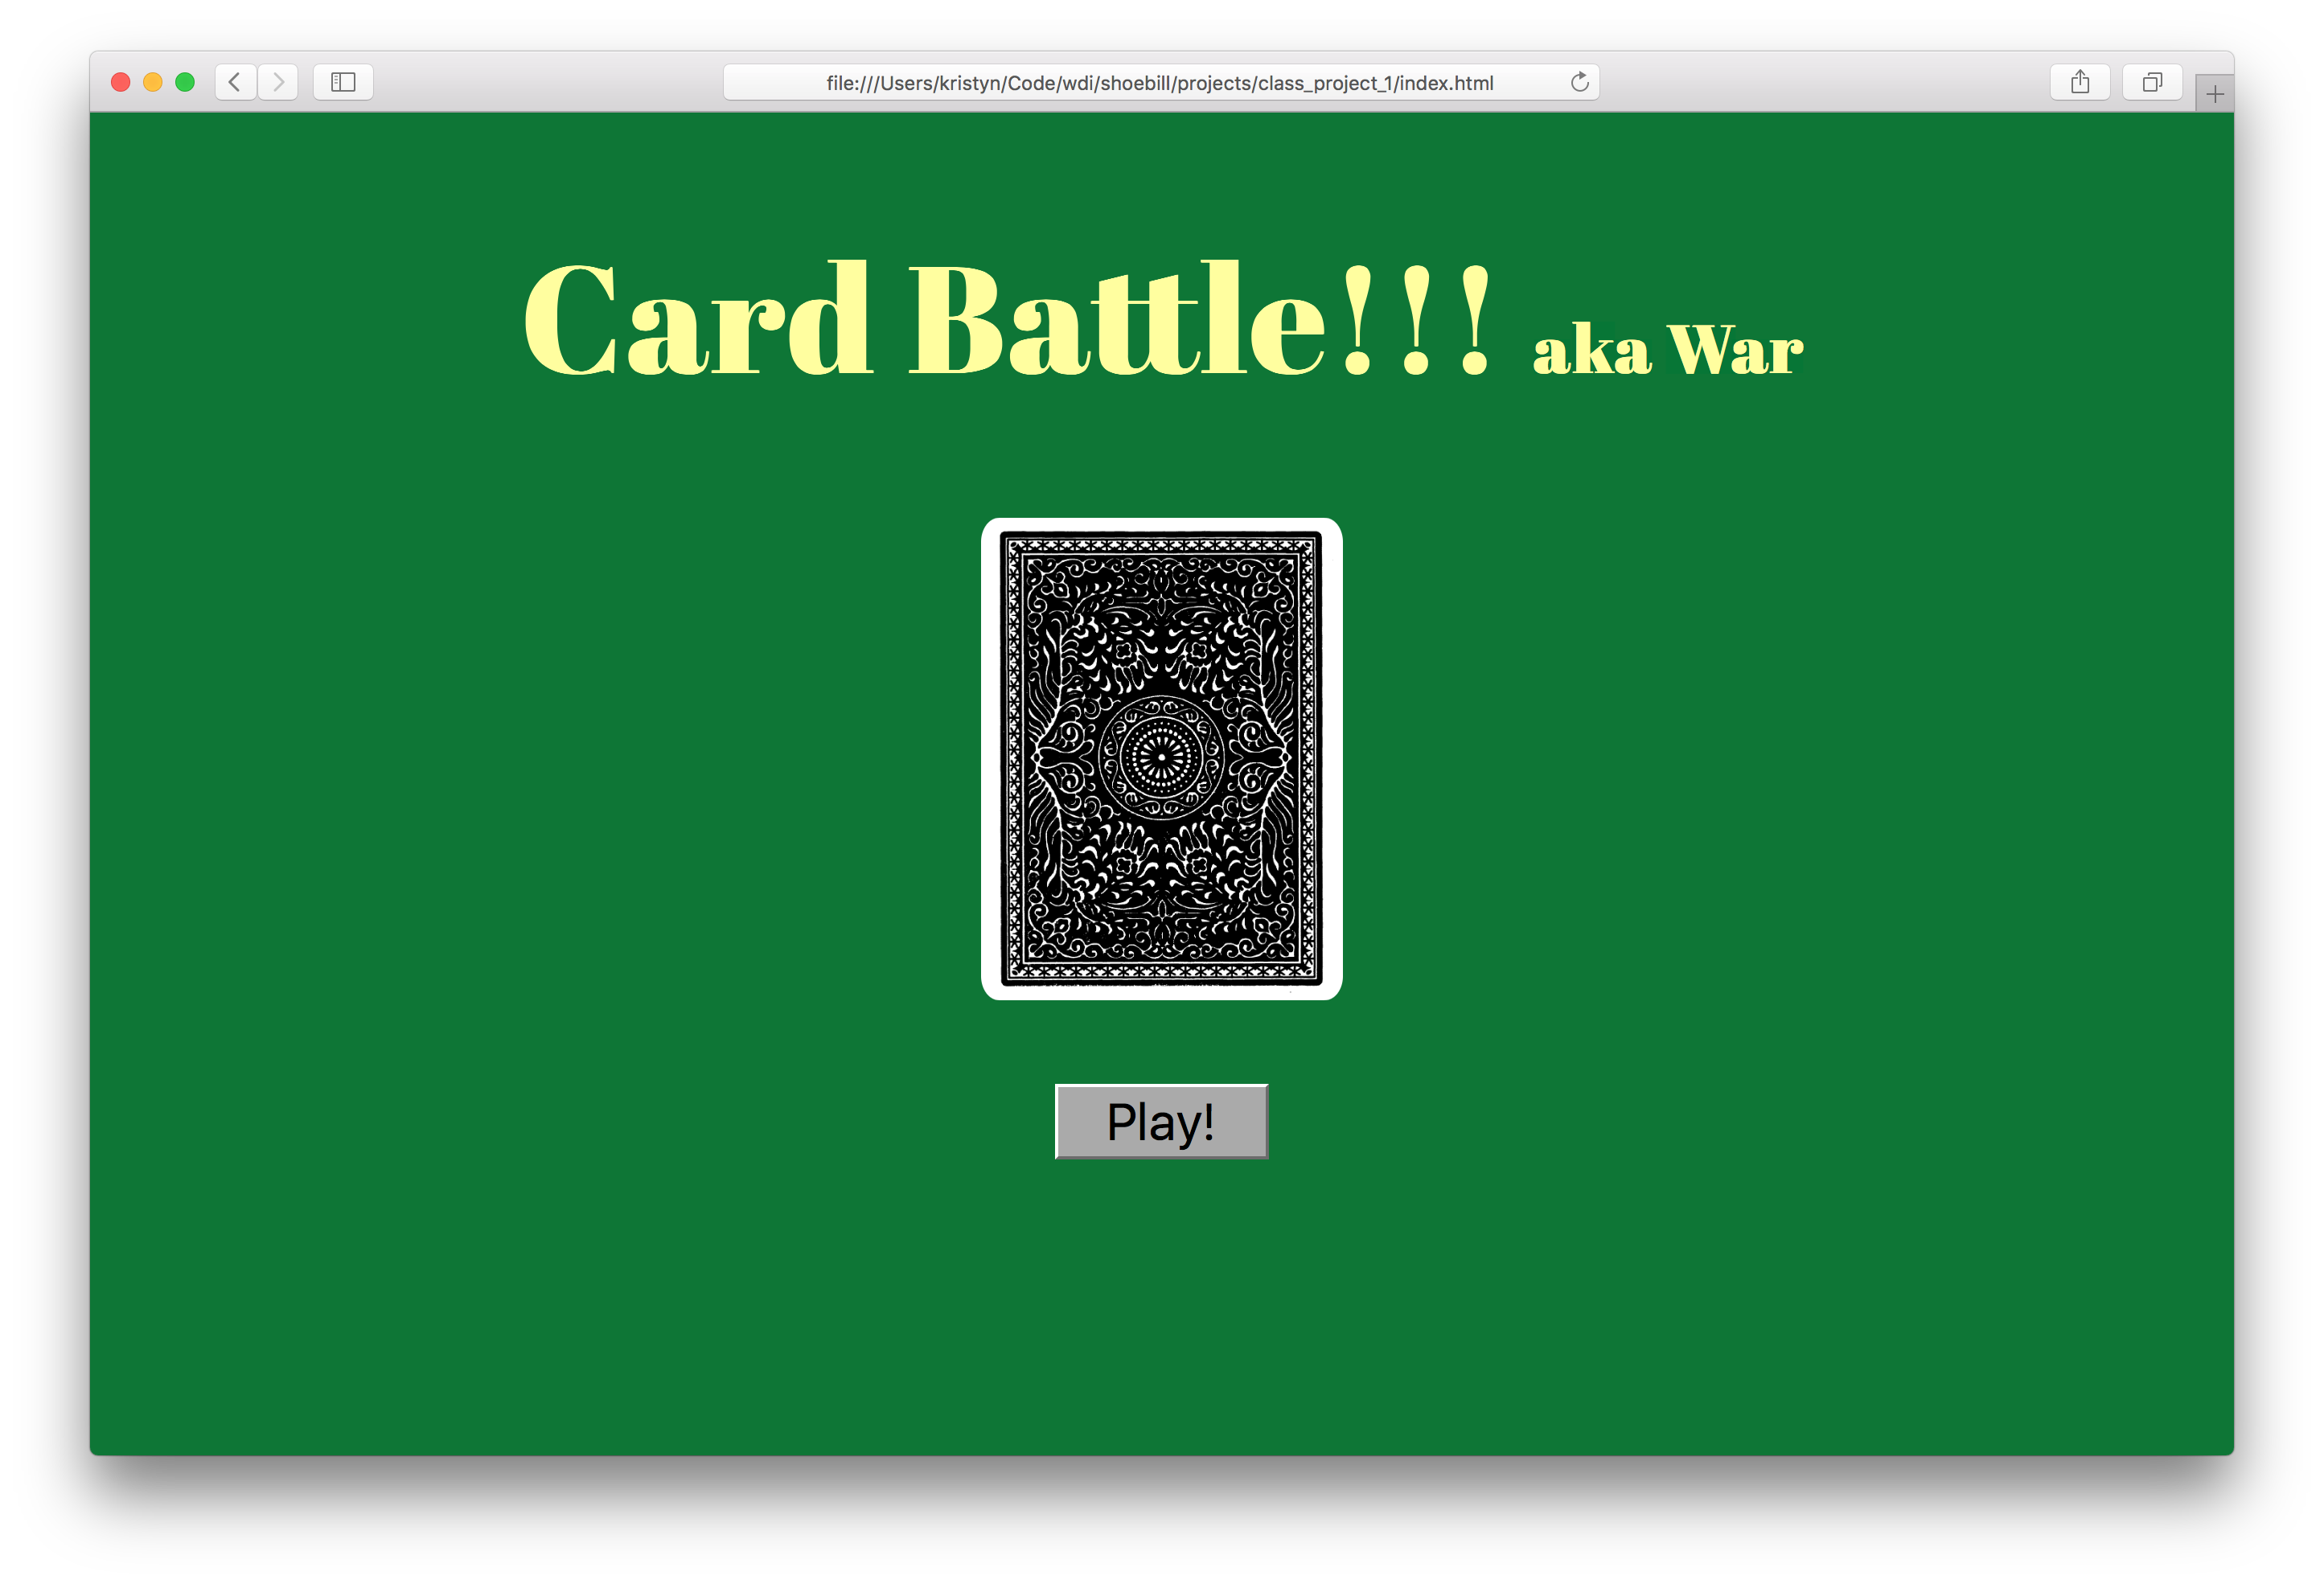 file:///Users/kristyn/Code/wdi/shoebill/projects/class_project_1/index.html
Card Battle!!! aka War
Play!